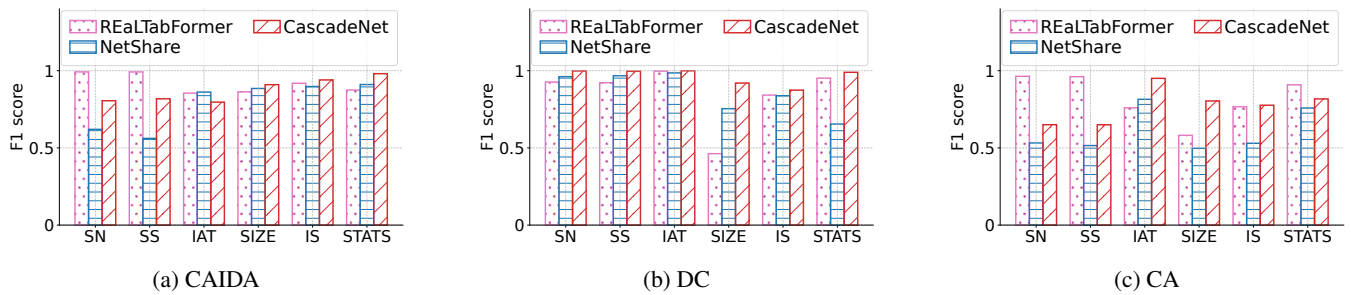 REaLTabFormer
CascadeNet
NetShare
F1 score
1
0.5
0
SN SS IAT SIZE IS STATS
(a) CAIDA
REaLTabFormer
CascadeNet
NetShare
F1 score
1
0.5
0
SN SS IAT SIZE IS STATS
(b) DC
REaLTabFormer
CascadeNet
NetShare
F1 score
1
0.5
0
SN SS IAT SIZE IS STATS
(c) CA